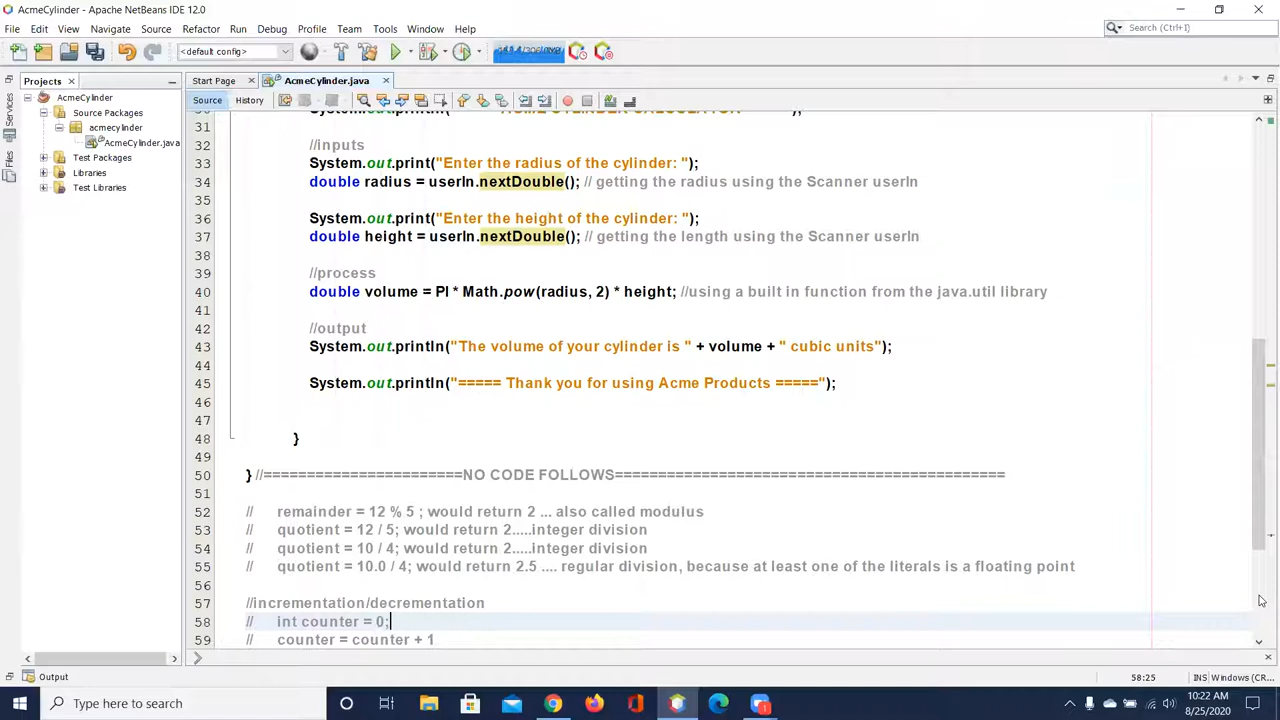 AcmeCylinder - Apache NetBeans IDE 12.0
File Edit View Navigate Source Refactor Run Debug Profile Team Tools Window Help
Search (Ctrl+I)
<default config>
Projects
Start Page
AcmeCylinder.java
Source History
Services
Files
AcmeCylinder
Source Packages
acmecylinder
AcmeCylinder.java
Test Packages
Libraries
Test Libraries
System.out.println(" ACME CYLINDER CALCULATOR ");
31
32 //inputs
33 System.out.print("Enter the radius of the cylinder: ");
34 double radius = userIn.nextDouble(); // getting the radius using the Scanner userIn
35
36 System.out.print("Enter the height of the cylinder: ");
37 double height = userIn.nextDouble(); // getting the length using the Scanner userIn
38
39 //process
40 double volume = PI * Math.pow(radius, 2) * height; //using a built in function from the java.util library
41
42 //output
43 System.out.println("The volume of your cylinder is " + volume + " cubic units");
44
45 System.out.println("===== Thank you for using Acme Products =====");
46
47
48 }
49
50 } //======================NO CODE FOLLOWS===========================================
51
52 // remainder = 12 % 5 ; would return 2 ... also called modulus
53 // quotient = 12 / 5; would return 2.....integer division
54 // quotient = 10 / 4; would return 2.....integer division
55 // quotient = 10.0 / 4; would return 2.5 .... regular division, because at least one of the literals is a floating point
56
57 //incrementation/decrementation
58 // int counter = 0;
59 // counter = counter + 1
Output
58:25
INS
Windows (CR...
Type here to search
10:22 AM
8/25/2020